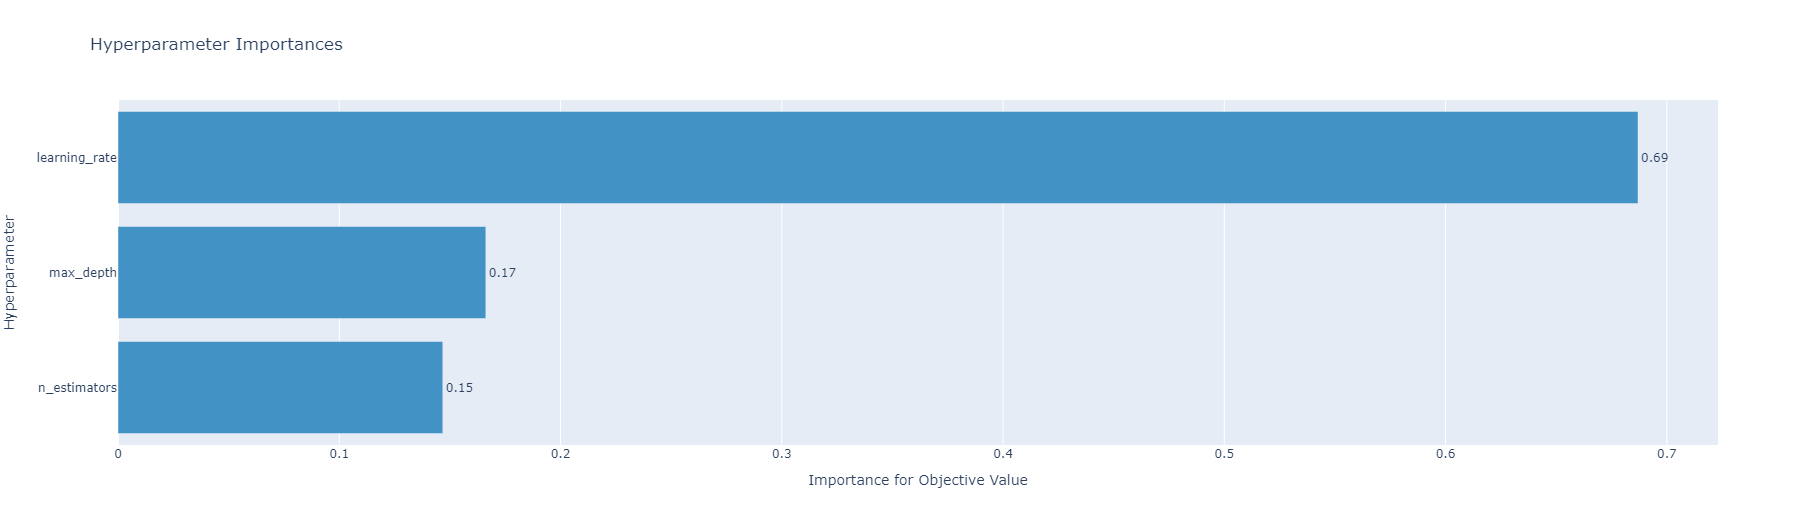 Hyperparameter Importances
Hyperparameter
learning_rate
0.69
max_depth
0.17
n_estimators
0.15
0 0.1 0.2 0.3 0.4 0.5 0.6 0.7
Importance for Objective Value